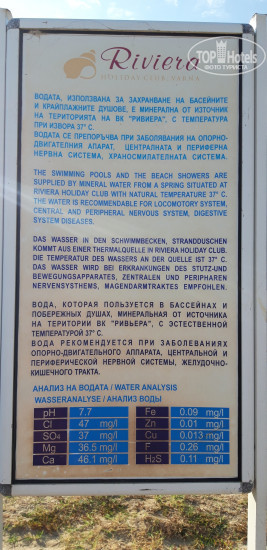 TopHotels
ФОТО ТУРИСТА
Riviera
HOLIDAY CLUB VARNA
ВОДАТА, ИЗПОЛЗВАНА ЗА ЗАХРАНВАНЕ НА БАСЕЙНИТЕ
И КРАЙПЛАЖНИТЕ ДУШОВЕ, Е МИНЕРАЛНА ОТ ИЗТОЧНИК
НА ТЕРИТОРИЯТА НА ВК "РИВИЕРА", С ТЕМПЕРАТУРА
ПРИ ИЗВОРА 37° С.
ВОДАТА СЕ ПРЕПОРЪЧВА ПРИ ЗАБОЛЯВАНИЯ НА ОПОРНО-
ДВИГАТЕЛНИЯ АПАРАТ, ЦЕНТРАЛНАТА И ПЕРИФЕРНА
НЕРВНА СИСТЕМА, ХРАНОСМИЛАТЕЛНАТА СИСТЕМА.
THE SWIMMING POOLS AND THE BEACH SHOWERS ARE
SUPPLIED BY MINERAL WATER FROM A SPRING SITUATED AT
RIVIERA HOLIDAY CLUB WITH NATURAL TEMPERATURE 37° C.
THE WATER IS RECOMMENDABLE FOR LOCOMOTORY SYSTEM,
CENTRAL AND PERIPHERAL NERVOUS SYSTEM, DIGESTIVE
SYSTEM DISEASES.
DAS WASSER IN DEN SCHWIMMBECKEN, STRANDDUSCHEN
KOMMT AUS EINER THERMALQUELLE IN RIVIERA HOLIDAY CLUB.
DIE TEMPERATUR DES WASSERS AN DER QUELLE IST 37° C.
DAS WASSER WIRD BEI ERKRANKUNGEN DES STUTZ-UND
BEWEGUNGSAPPARATES, ZENTRALEN UND PERIPHAREN
NERVENSYSTHEMS, MAGENDARMTRAKTES EMPFOHLEN.
ВОДА, КОТОРАЯ ПОЛЬЗУЕТСЯ В БАССЕЙНАХ И
ПОБЕРЕЖНЫХ ДУШАХ, МИНЕРАЛЬНАЯ ОТ ИСТОЧНИКА
НА ТЕРИТОРИИ ВК "РИВЬЕРА", С ЭСТЕСТВЕННОЙ
ТЕМПЕРАТУРОЙ 37° С.
ВОДА РЕКОМЕНДУЕТСЯ ПРИ ЗАБОЛЕВАНИЯХ
ОПОРНО-ДВИГАТЕЛЬНОГО АППАРАТА, ЦЕНТРАЛЬНОЙ И
ПЕРИФЕРИЧЕСКОЙ НЕРВНОЙ СИСТЕМЫ, ЖЕЛУДОЧНО-
КИШЕЧНОГО ТРАКТА.
АНАЛИЗ НА ВОДАТА / WATER ANALYSIS
WASSERANALYSE / АНАЛИЗ ВОДЫ
pH 7.7 Fe 0.09 mg/l
Cl 47 mg/l Zn 0.01 mg/l
SO4 37 mg/l Cu 0.013 mg/l
Mg 36.5 mg/l F 0.26 mg/l
Ca 46.1 mg/l H2S 0.11 mg/l